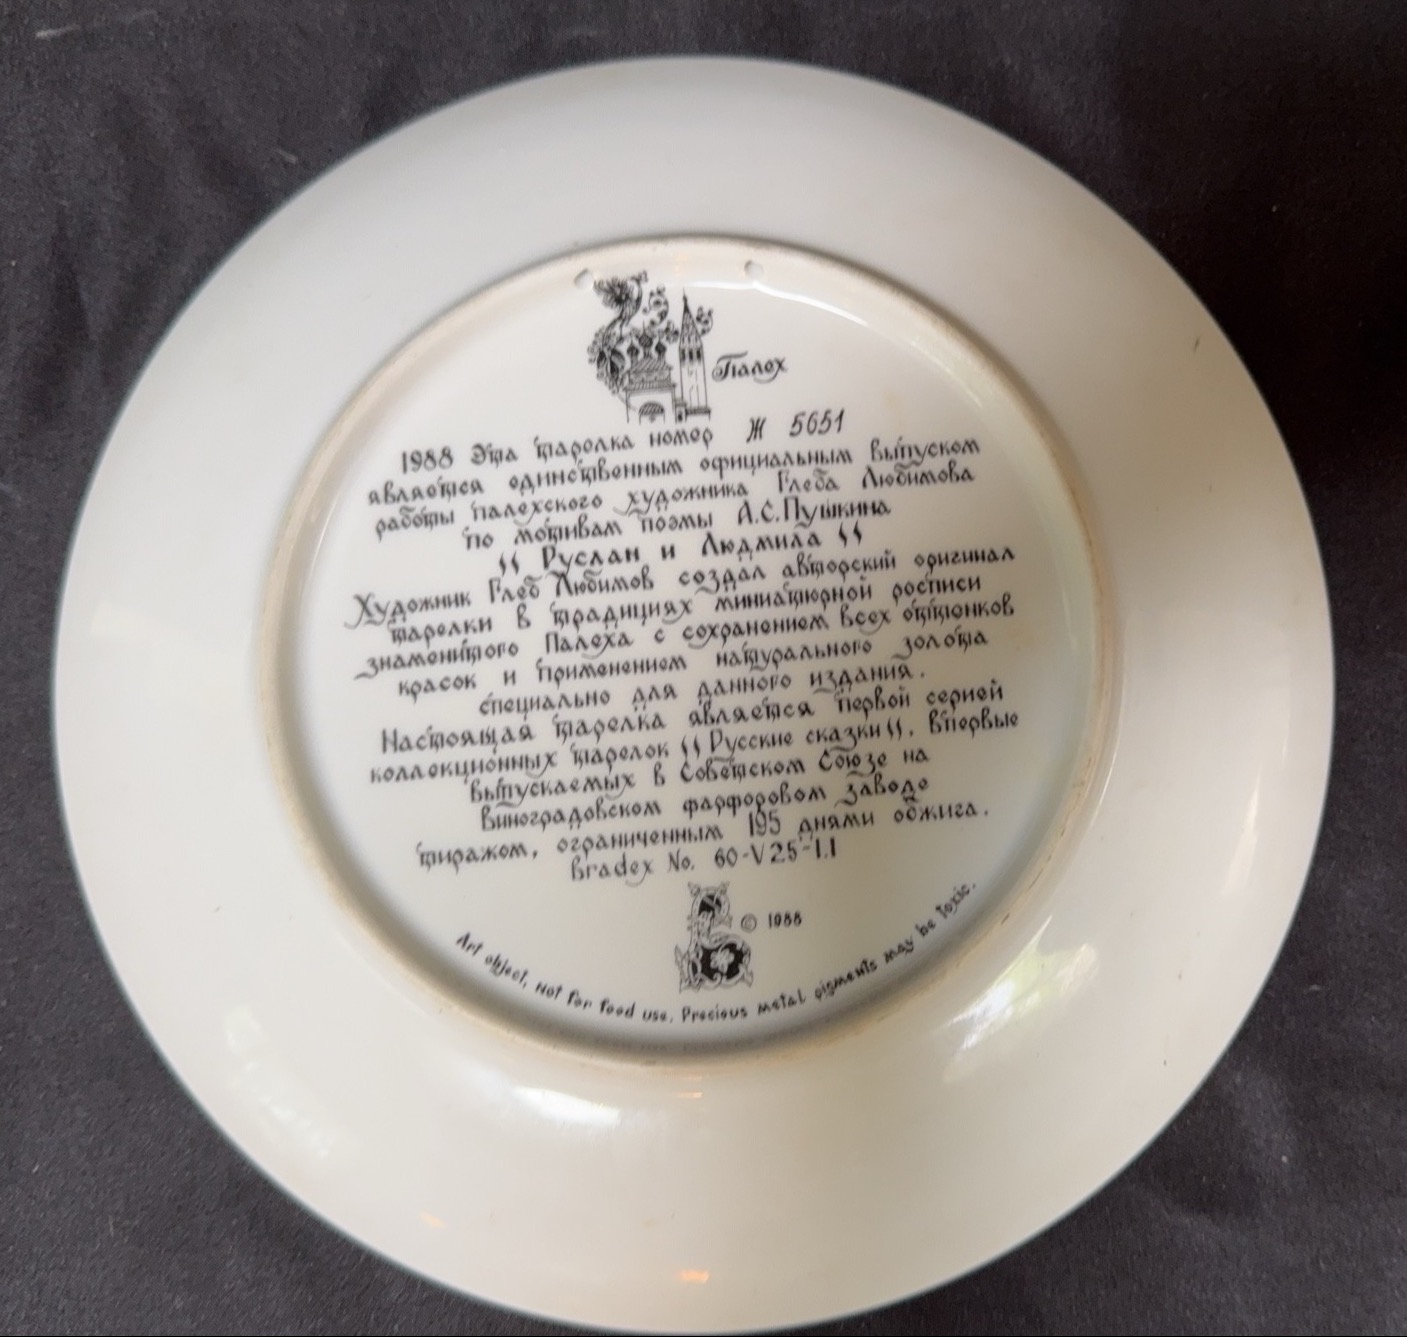 Палех
1988 Эта тарелка номер Ж 5651
является единственным официальным выпуском
работы палехского художника Глеба Любимова
по мотивам поэмы А.С.Пушкина
"Руслан и Людмила"
Художник Глеб Любимов создал авторский оригинал
тарелки в традициях миниатюрной росписи
знаменитого Палеха с сохранением всех оттенков
красок и применением натурального золота
специально для данного издания.
Настоящая тарелка является первой серией
коллекционных тарелок "Русские сказки", впервые
выпускаемых в Советском Союзе на
Виноградовском фарфоровом заводе
тиражом, ограниченным 195 днями обжига.
Bradex No. 60-V25-1.1
© 1988
Art object, not for food use. Precious metal pigments may be toxic.